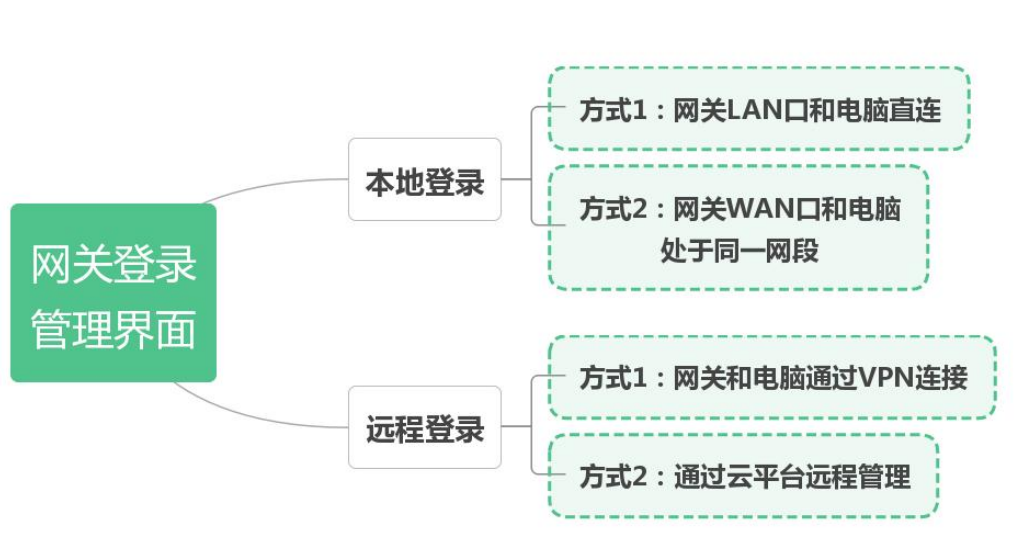 网关登录
管理界面
本地登录
方式1：网关LAN口和电脑直连
方式2：网关WAN口和电脑
处于同一网段
远程登录
方式1：网关和电脑通过VPN连接
方式2：通过云平台远程管理